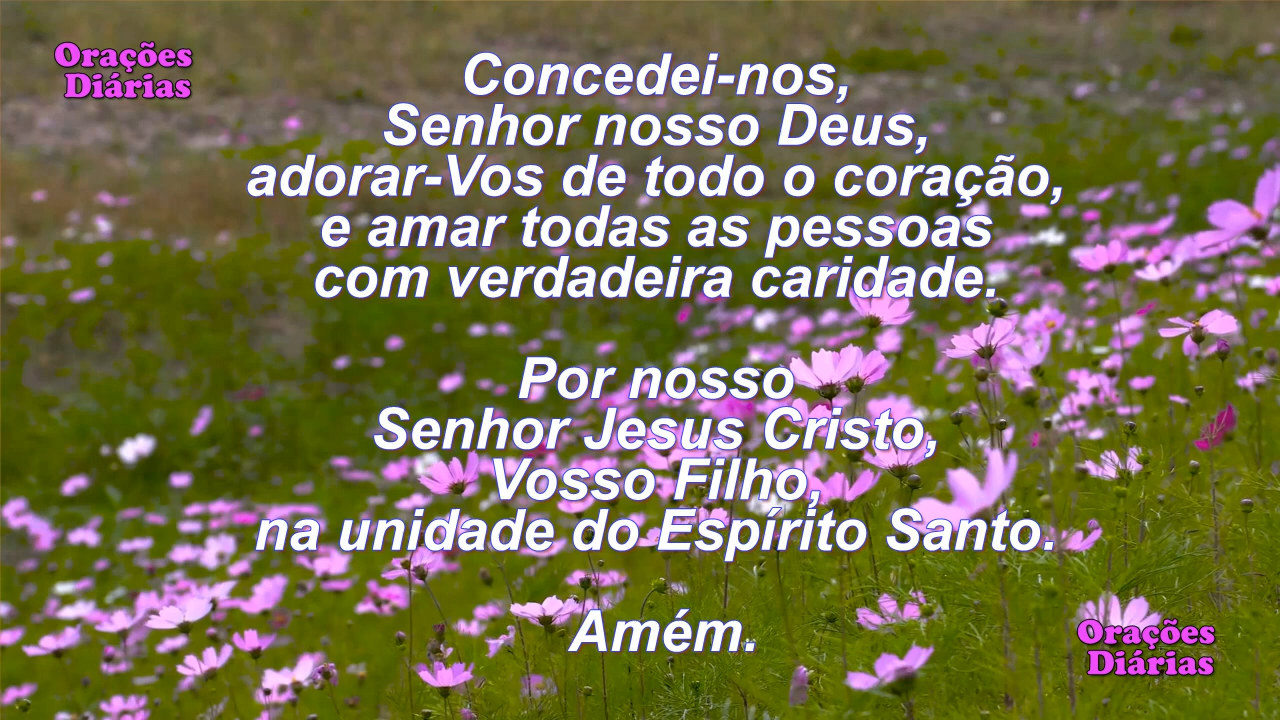 Orações
Diárias
Concedei-nos,
Senhor nosso Deus,
adorar-Vos de todo o coração,
e amar todas as pessoas
com verdadeira caridade.
Por nosso
Senhor Jesus Cristo,
Vosso Filho,
na unidade do Espírito Santo.
Amém.
Orações
Diárias